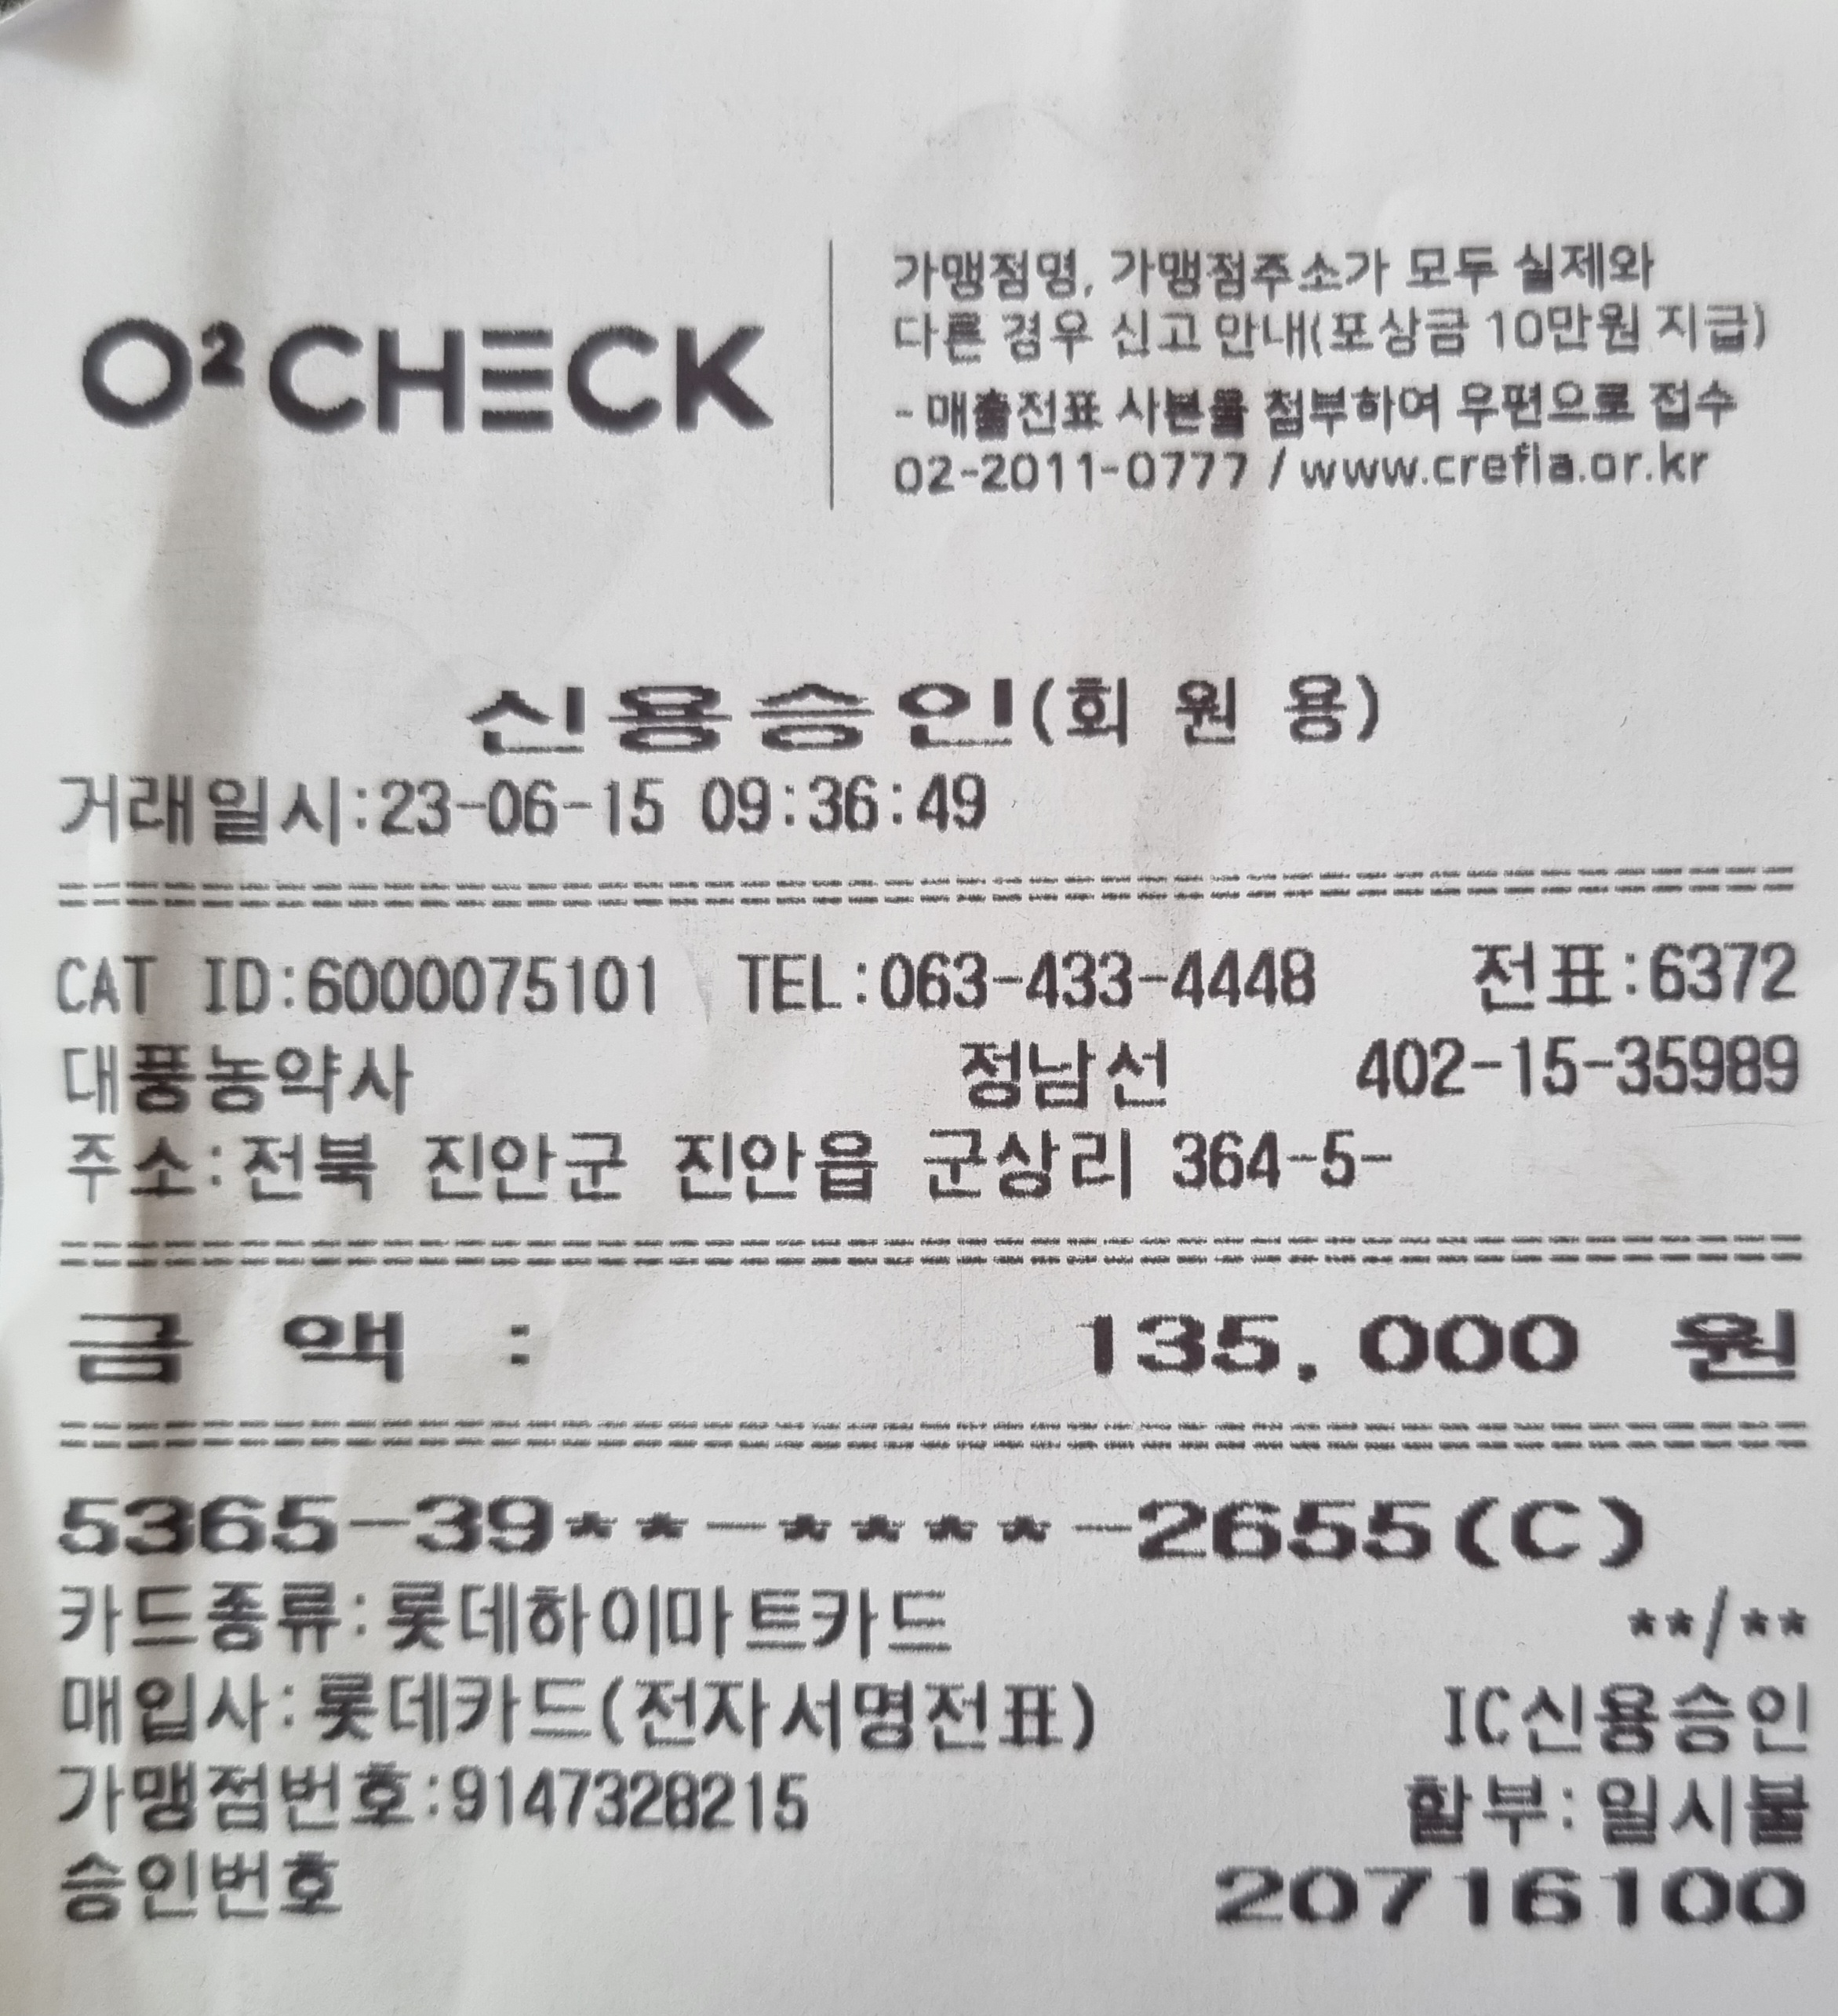 O²CHECK
가맹점명, 가맹점주소가 모두 실제와
다른 경우 신고 안내(포상금 10만원 지급)
- 매출전표 사본을 첨부하여 우편으로 접수
02-2011-0777 / www.crefia.or.kr
신용승인(회 원 용)
거래일시:23-06-15 09:36:49
CAT ID:6000075101 TEL:063-433-4448 전표:6372
대풍농약사 정남선 402-15-35989
주소:전북 진안군 진안읍 군상리 364-5-
금 액 : 135,000 원
5365-39**-****-2655(C)
카드종류:롯데하이마트카드 **/**
매입사:롯데카드(전자서명전표) IC신용승인
가맹점번호:9147328215 할부:일시불
승인번호 20716100